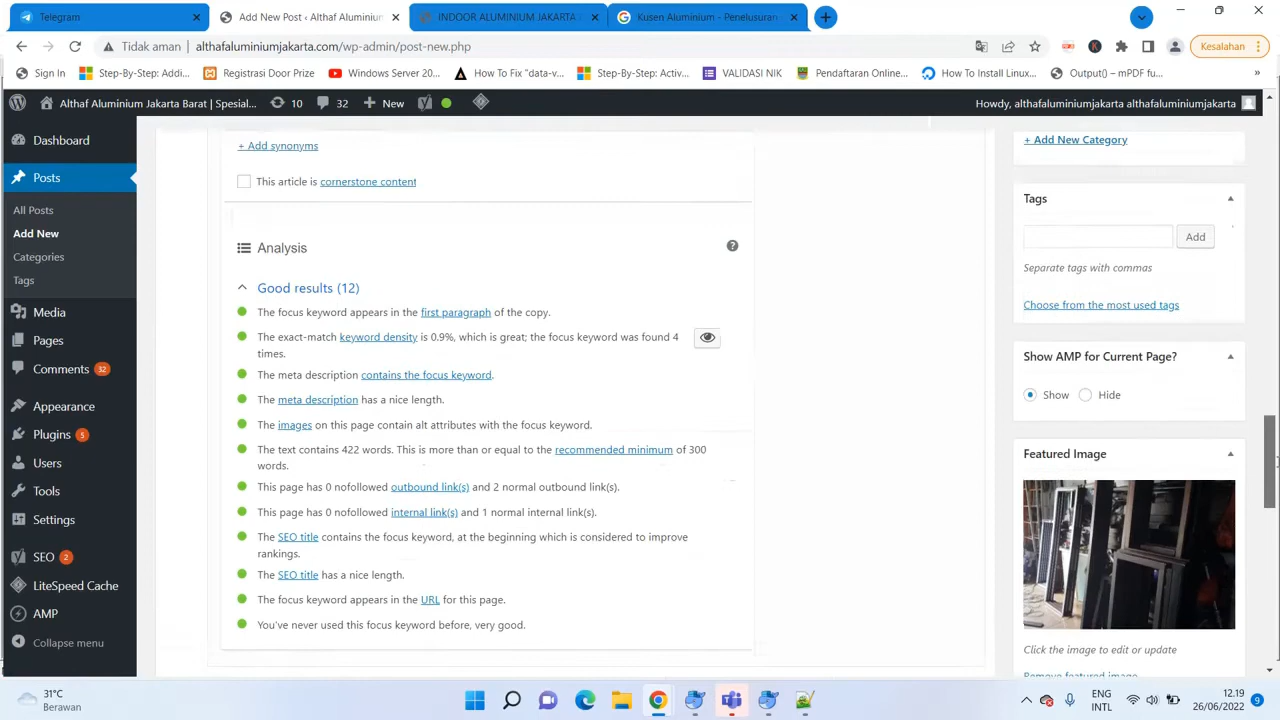 Telegram
Add New Post ‹ Althaf Aluminium
INDOOR ALUMINIUM JAKARTA
Kusen Aluminium - Penelusuran
Tidak aman
althafaluminiumjakarta.com/wp-admin/post-new.php
Kesalahan
Sign In
Step-By-Step: Addi...
Registrasi Door Priz...
Windows Server 20...
How To Fix "data-v...
Step-By-Step: Activ...
VALIDASI NIK
Pendaftaran Online...
How To Install Linux...
Output() – mPDF fu...
»
Althaf Aluminium Jakarta Barat | Spesial...
10
32
New
Howdy, althafaluminiumjakarta althafaluminiumjakarta
Dashboard
Posts
All Posts
Add New
Categories
Tags
Media
Pages
Comments 32
Appearance
Plugins 5
Users
Tools
Settings
SEO 2
LiteSpeed Cache
AMP
Collapse menu
+ Add synonyms
This article is cornerstone content
Analysis
Good results (12)
The focus keyword appears in the first paragraph of the copy.
The exact-match keyword density is 0.9%, which is great; the focus keyword was found 4
times.
The meta description contains the focus keyword.
The meta description has a nice length.
The images on this page contain alt attributes with the focus keyword.
The text contains 422 words. This is more than or equal to the recommended minimum of 300
words.
This page has 0 nofollowed outbound link(s) and 2 normal outbound link(s).
This page has 0 nofollowed internal link(s) and 1 normal internal link(s).
The SEO title contains the focus keyword, at the beginning which is considered to improve
rankings.
The SEO title has a nice length.
The focus keyword appears in the URL for this page.
You've never used this focus keyword before, very good.
+ Add New Category
Tags
Add
Separate tags with commas
Choose from the most used tags
Show AMP for Current Page?
Show
Hide
Featured Image
Click the image to edit or update
Remove featured image
31°C
Berawan
ENG
INTL
12.19
26/06/2022
9